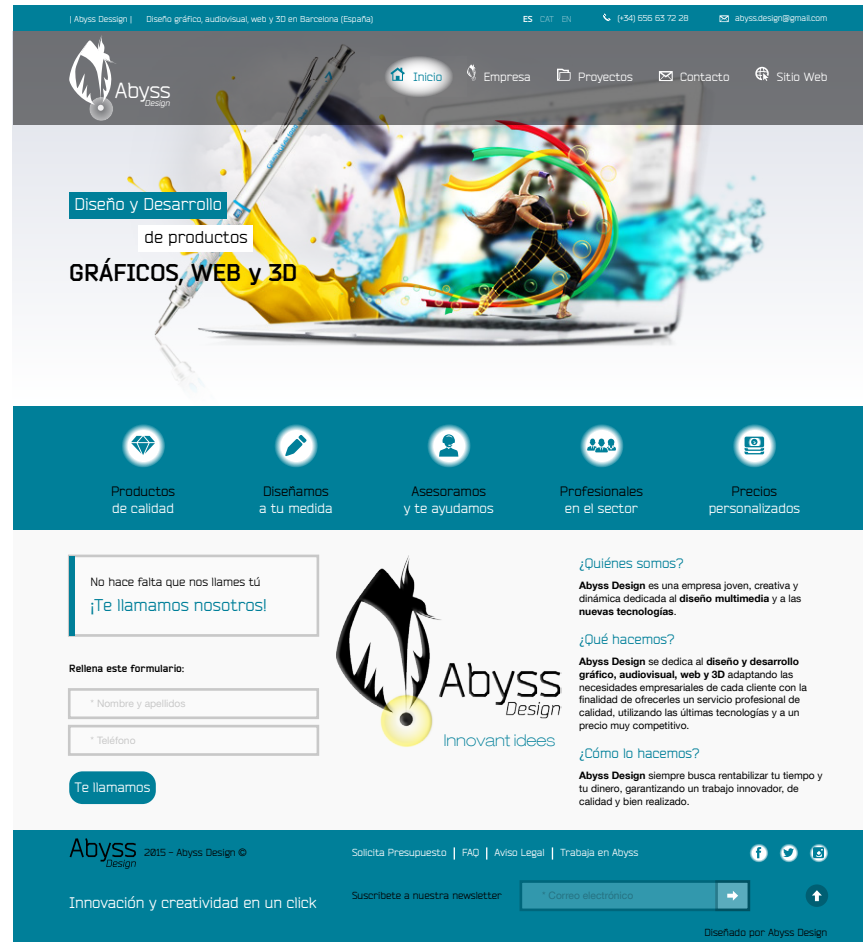 | Abyss Dessign | Diseño gráfico, audiovisual, web y 3D en Barcelona (España) ES CAT EN (+34) 656 63 72 28 abyss.design@gmail.com
Abyss
Design
Inicio Empresa Proyectos Contacto Sitio Web
Diseño y Desarrollo
de productos
GRÁFICOS, WEB y 3D
Productos
de calidad
Diseñamos
a tu medida
Asesoramos
y te ayudamos
Profesionales
en el sector
Precios
personalizados
No hace falta que nos llames tú
¡Te llamamos nosotros!
Rellena este formulario:
* Nombre y apellidos
* Teléfono
Te llamamos
Abyss
Design
Innovant idees
¿Quiénes somos?
Abyss Design es una empresa joven, creativa y
dinámica dedicada al diseño multimedia y a las
nuevas tecnologías.
¿Qué hacemos?
Abyss Design se dedica al diseño y desarrollo
gráfico, audiovisual, web y 3D adaptando las
necesidades empresariales de cada cliente con la
finalidad de ofrecerles un servicio profesional de
calidad, utilizando las últimas tecnologías y a un
precio muy competitivo.
¿Cómo lo hacemos?
Abyss Design siempre busca rentabilizar tu tiempo y
tu dinero, garantizando un trabajo innovador, de
calidad y bien realizado.
Abyss
Design
2015 - Abyss Design ©
Solicita Presupuesto | FAQ | Aviso Legal | Trabaja en Abyss
Innovación y creatividad en un click
Suscríbete a nuestra newsletter
* Correo electrónico
Diseñado por Abyss Design